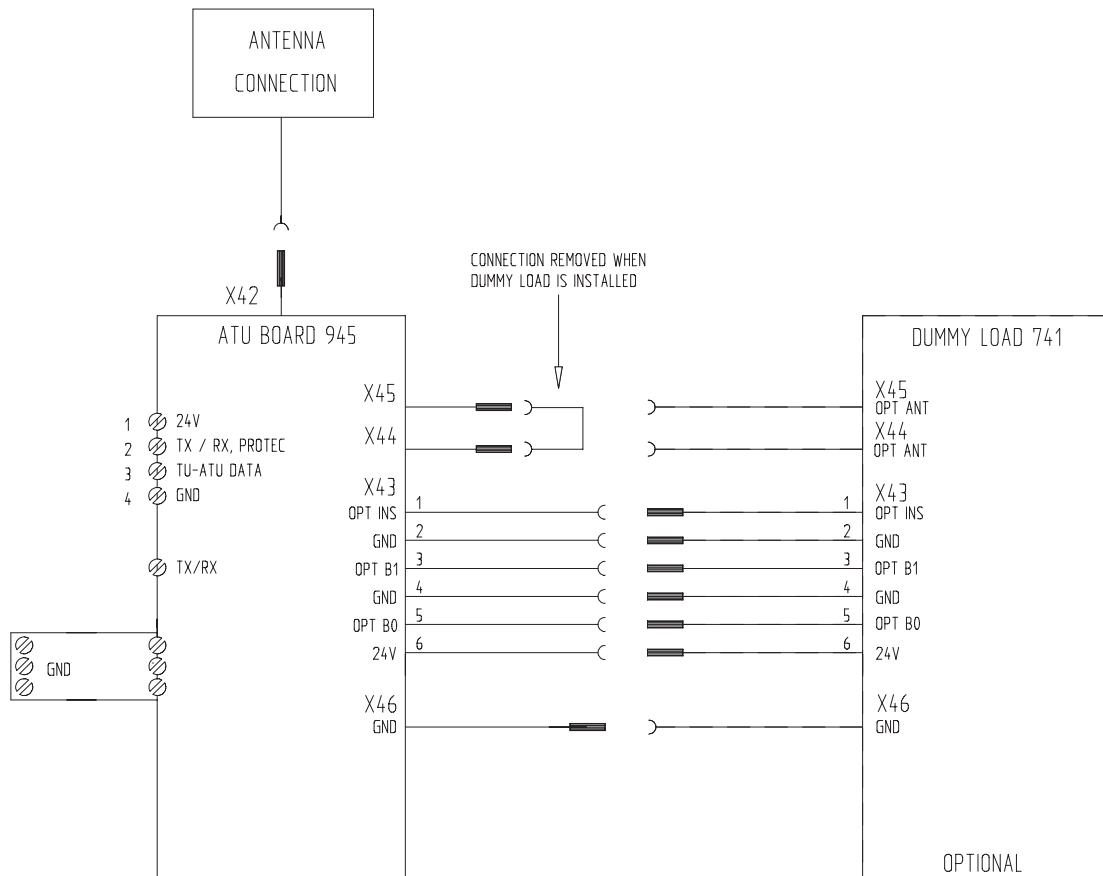 ANTENNA
CONNECTION
CONNECTION REMOVED WHEN
DUMMY LOAD IS INSTALLED
X42
ATU BOARD 945
DUMMY LOAD 741
1 24V
2 TX / RX, PROTEC
3 TU-ATU DATA
4 GND
TX/RX
GND
X45
X44
X43
OPT INS 1
GND 2
OPT B1 3
GND 4
OPT B0 5
24V 6
X46
GND
X45
OPT ANT
X44
OPT ANT
X43
1 OPT INS
2 GND
3 OPT B1
4 GND
5 OPT B0
6 24V
X46
GND
OPTIONAL